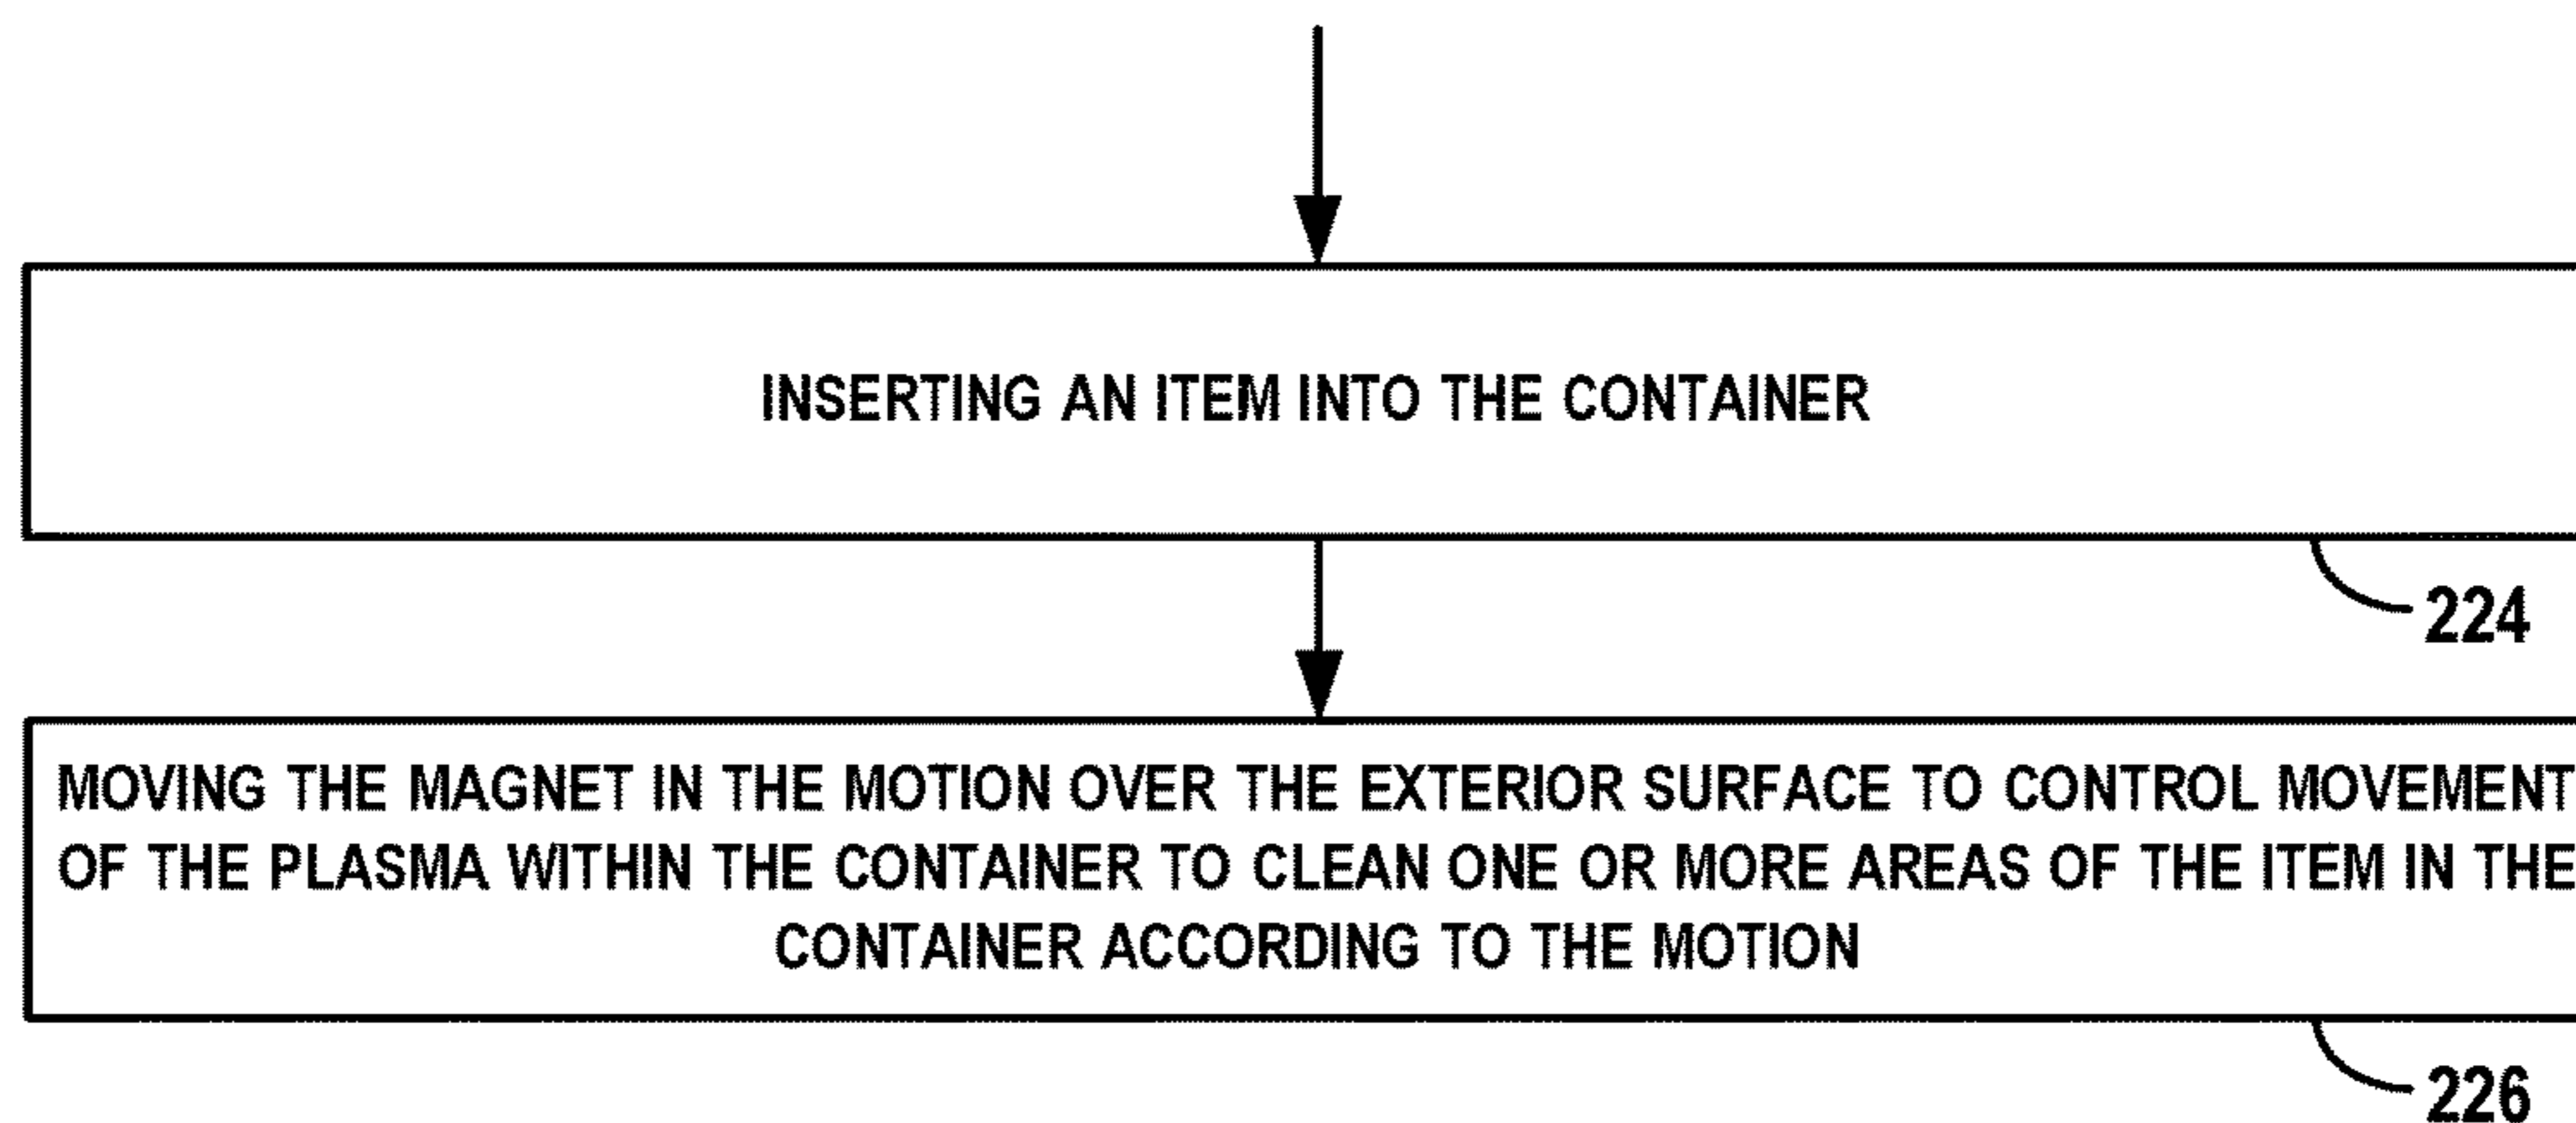 INSERTING AN ITEM INTO THE CONTAINER
224
MOVING THE MAGNET IN THE MOTION OVER THE EXTERIOR SURFACE TO CONTROL MOVEMENT
OF THE PLASMA WITHIN THE CONTAINER TO CLEAN ONE OR MORE AREAS OF THE ITEM IN THE
CONTAINER ACCORDING TO THE MOTION
226